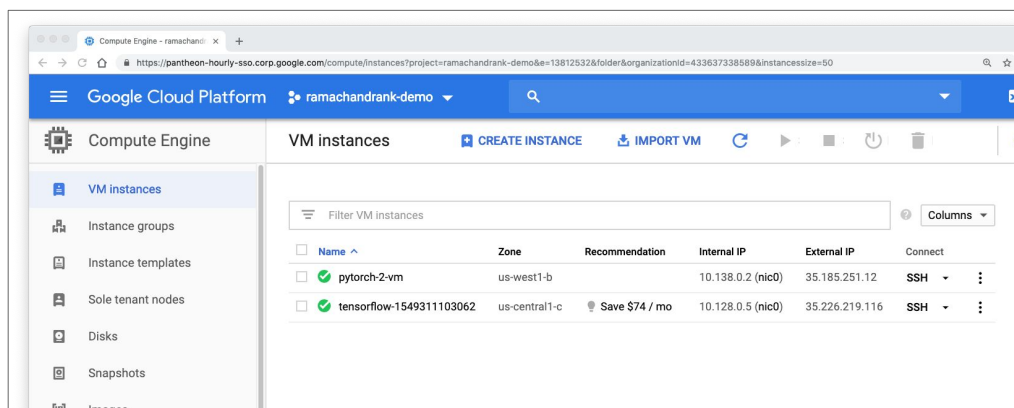 Compute Engine - ramachandr
https://pantheon-hourly-sso.corp.google.com/compute/instances?project=ramachandrank-demo&e=13812532&folder&organizationId=433637338589&instancessize=50
Google Cloud Platform ramachandrank-demo
Compute Engine
VM instances CREATE INSTANCE IMPORT VM
VM instances
Instance groups
Instance templates
Sole tenant nodes
Disks
Snapshots
Filter VM instances Columns
Name Zone Recommendation Internal IP External IP Connect
pytorch-2-vm us-west1-b 10.138.0.2 (nic0) 35.185.251.12 SSH
tensorflow-1549311103062 us-central1-c Save $74 / mo 10.128.0.5 (nic0) 35.226.219.116 SSH